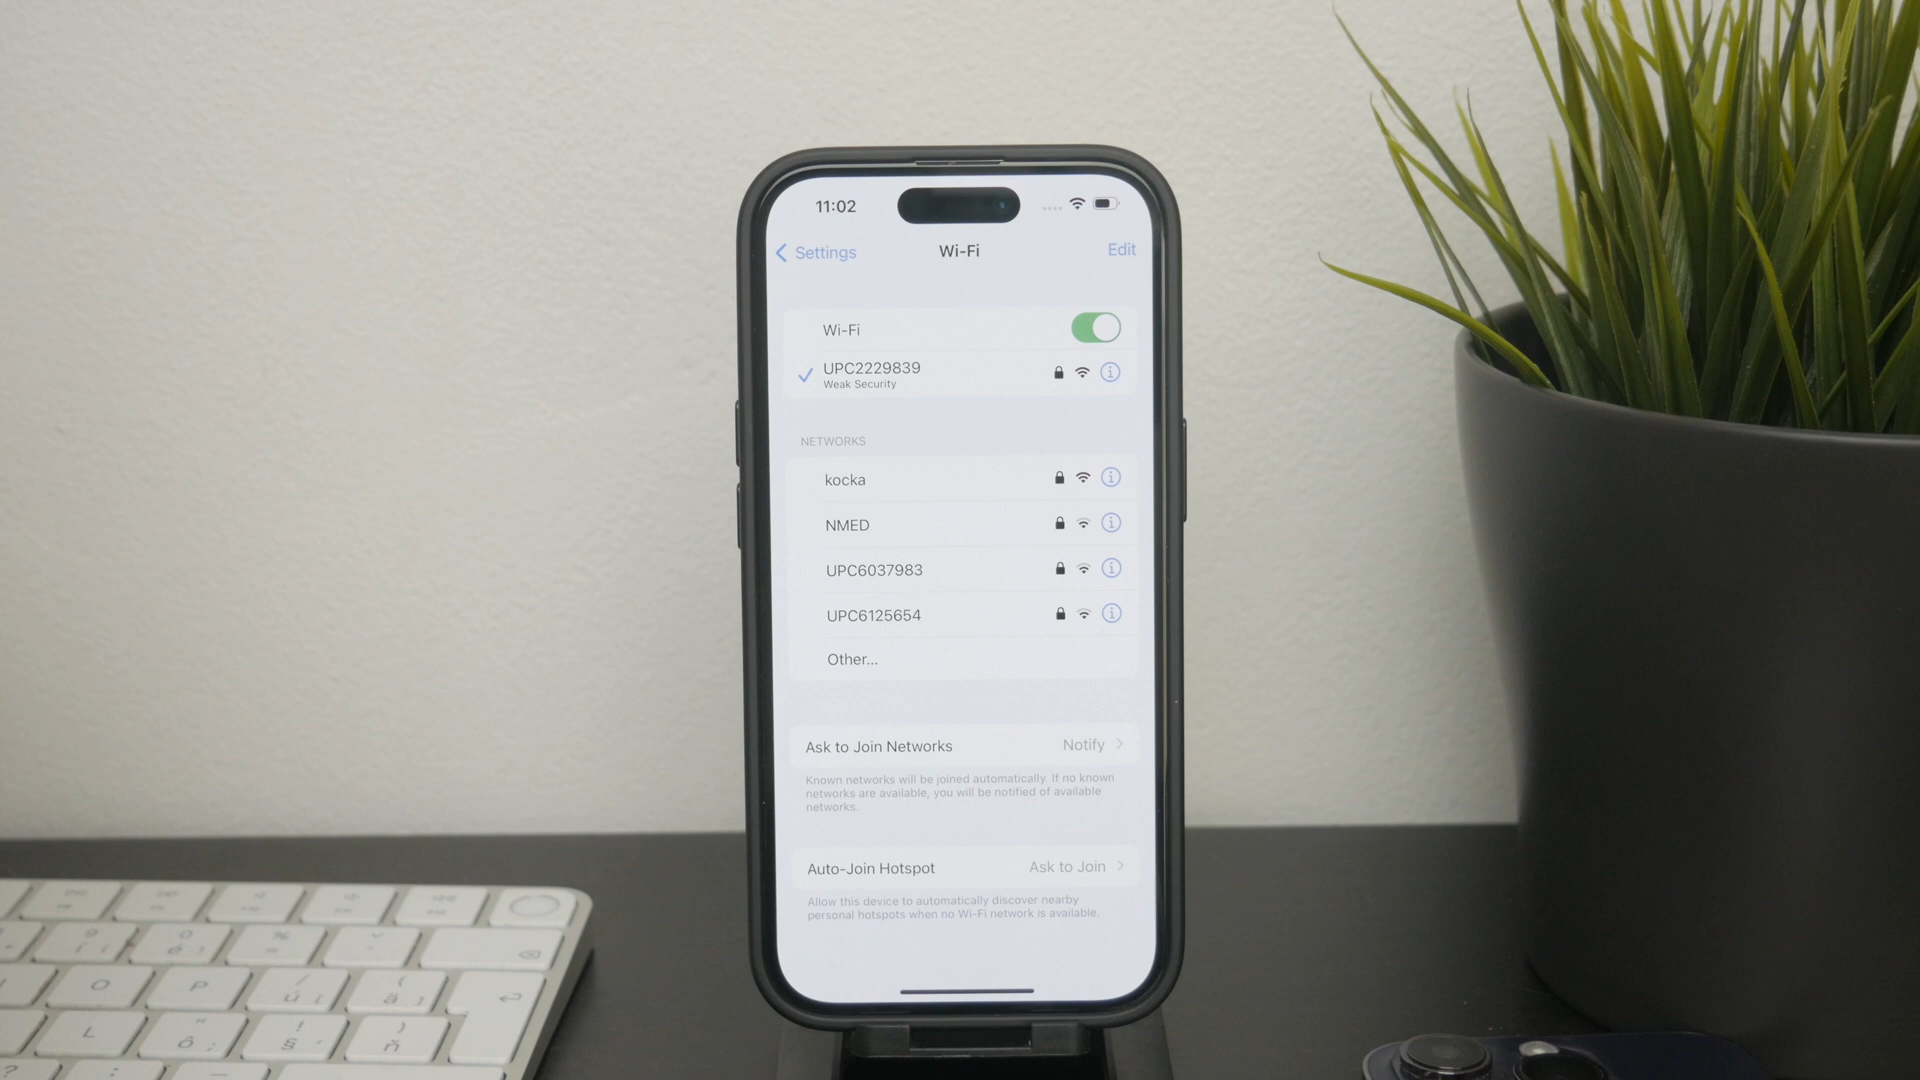 11:02
Settings
Wi-Fi
Edit
Wi-Fi
UPC2229839
Weak Security
NETWORKS
kocka
NMED
UPC6037983
UPC6125654
Other...
Ask to Join Networks
Notify
Known networks will be joined automatically. If no known
networks are available, you will be notified of available
networks.
Auto-Join Hotspot
Ask to Join
Allow this device to automatically discover nearby
personal hotspots when no Wi-Fi network is available.
O
P
ú
ä
L
ô
§
ň